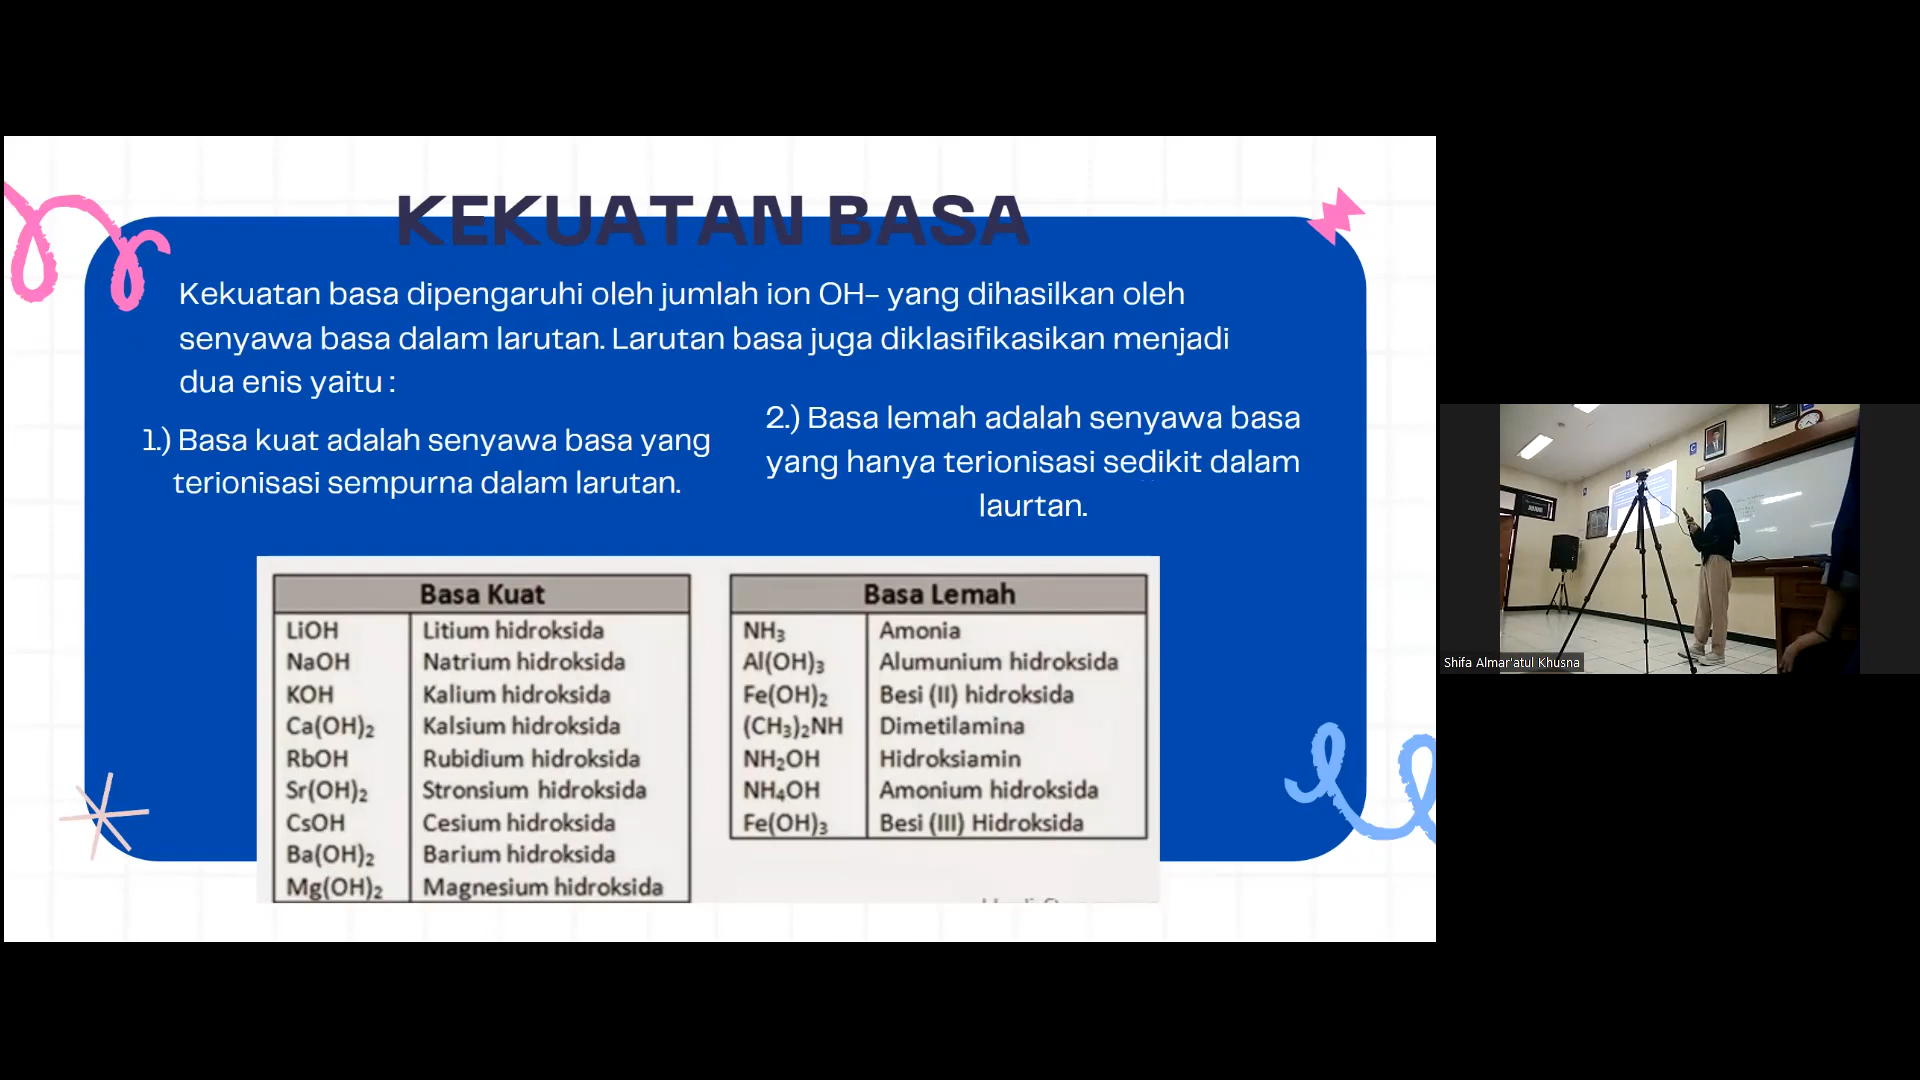 KEKUATAN BASA
Kekuatan basa dipengaruhi oleh jumlah ion OH- yang dihasilkan oleh
senyawa basa dalam larutan. Larutan basa juga diklasifikasikan menjadi
dua enis yaitu :
1.) Basa kuat adalah senyawa basa yang
terionisasi sempurna dalam larutan.
2.) Basa lemah adalah senyawa basa
yang hanya terionisasi sedikit dalam
laurtan.
Basa Kuat
LiOH Litium hidroksida
NaOH Natrium hidroksida
KOH Kalium hidroksida
Ca(OH)₂ Kalsium hidroksida
RbOH Rubidium hidroksida
Sr(OH)₂ Stronsium hidroksida
CsOH Cesium hidroksida
Ba(OH)₂ Barium hidroksida
Mg(OH)₂ Magnesium hidroksida
Basa Lemah
NH₃ Amonia
Al(OH)₃ Alumunium hidroksida
Fe(OH)₂ Besi (II) hidroksida
(CH₃)₂NH Dimetilamina
NH₂OH Hidroksiamin
NH₄OH Amonium hidroksida
Fe(OH)₃ Besi (III) Hidroksida
Shifa Almar'atul Khusna